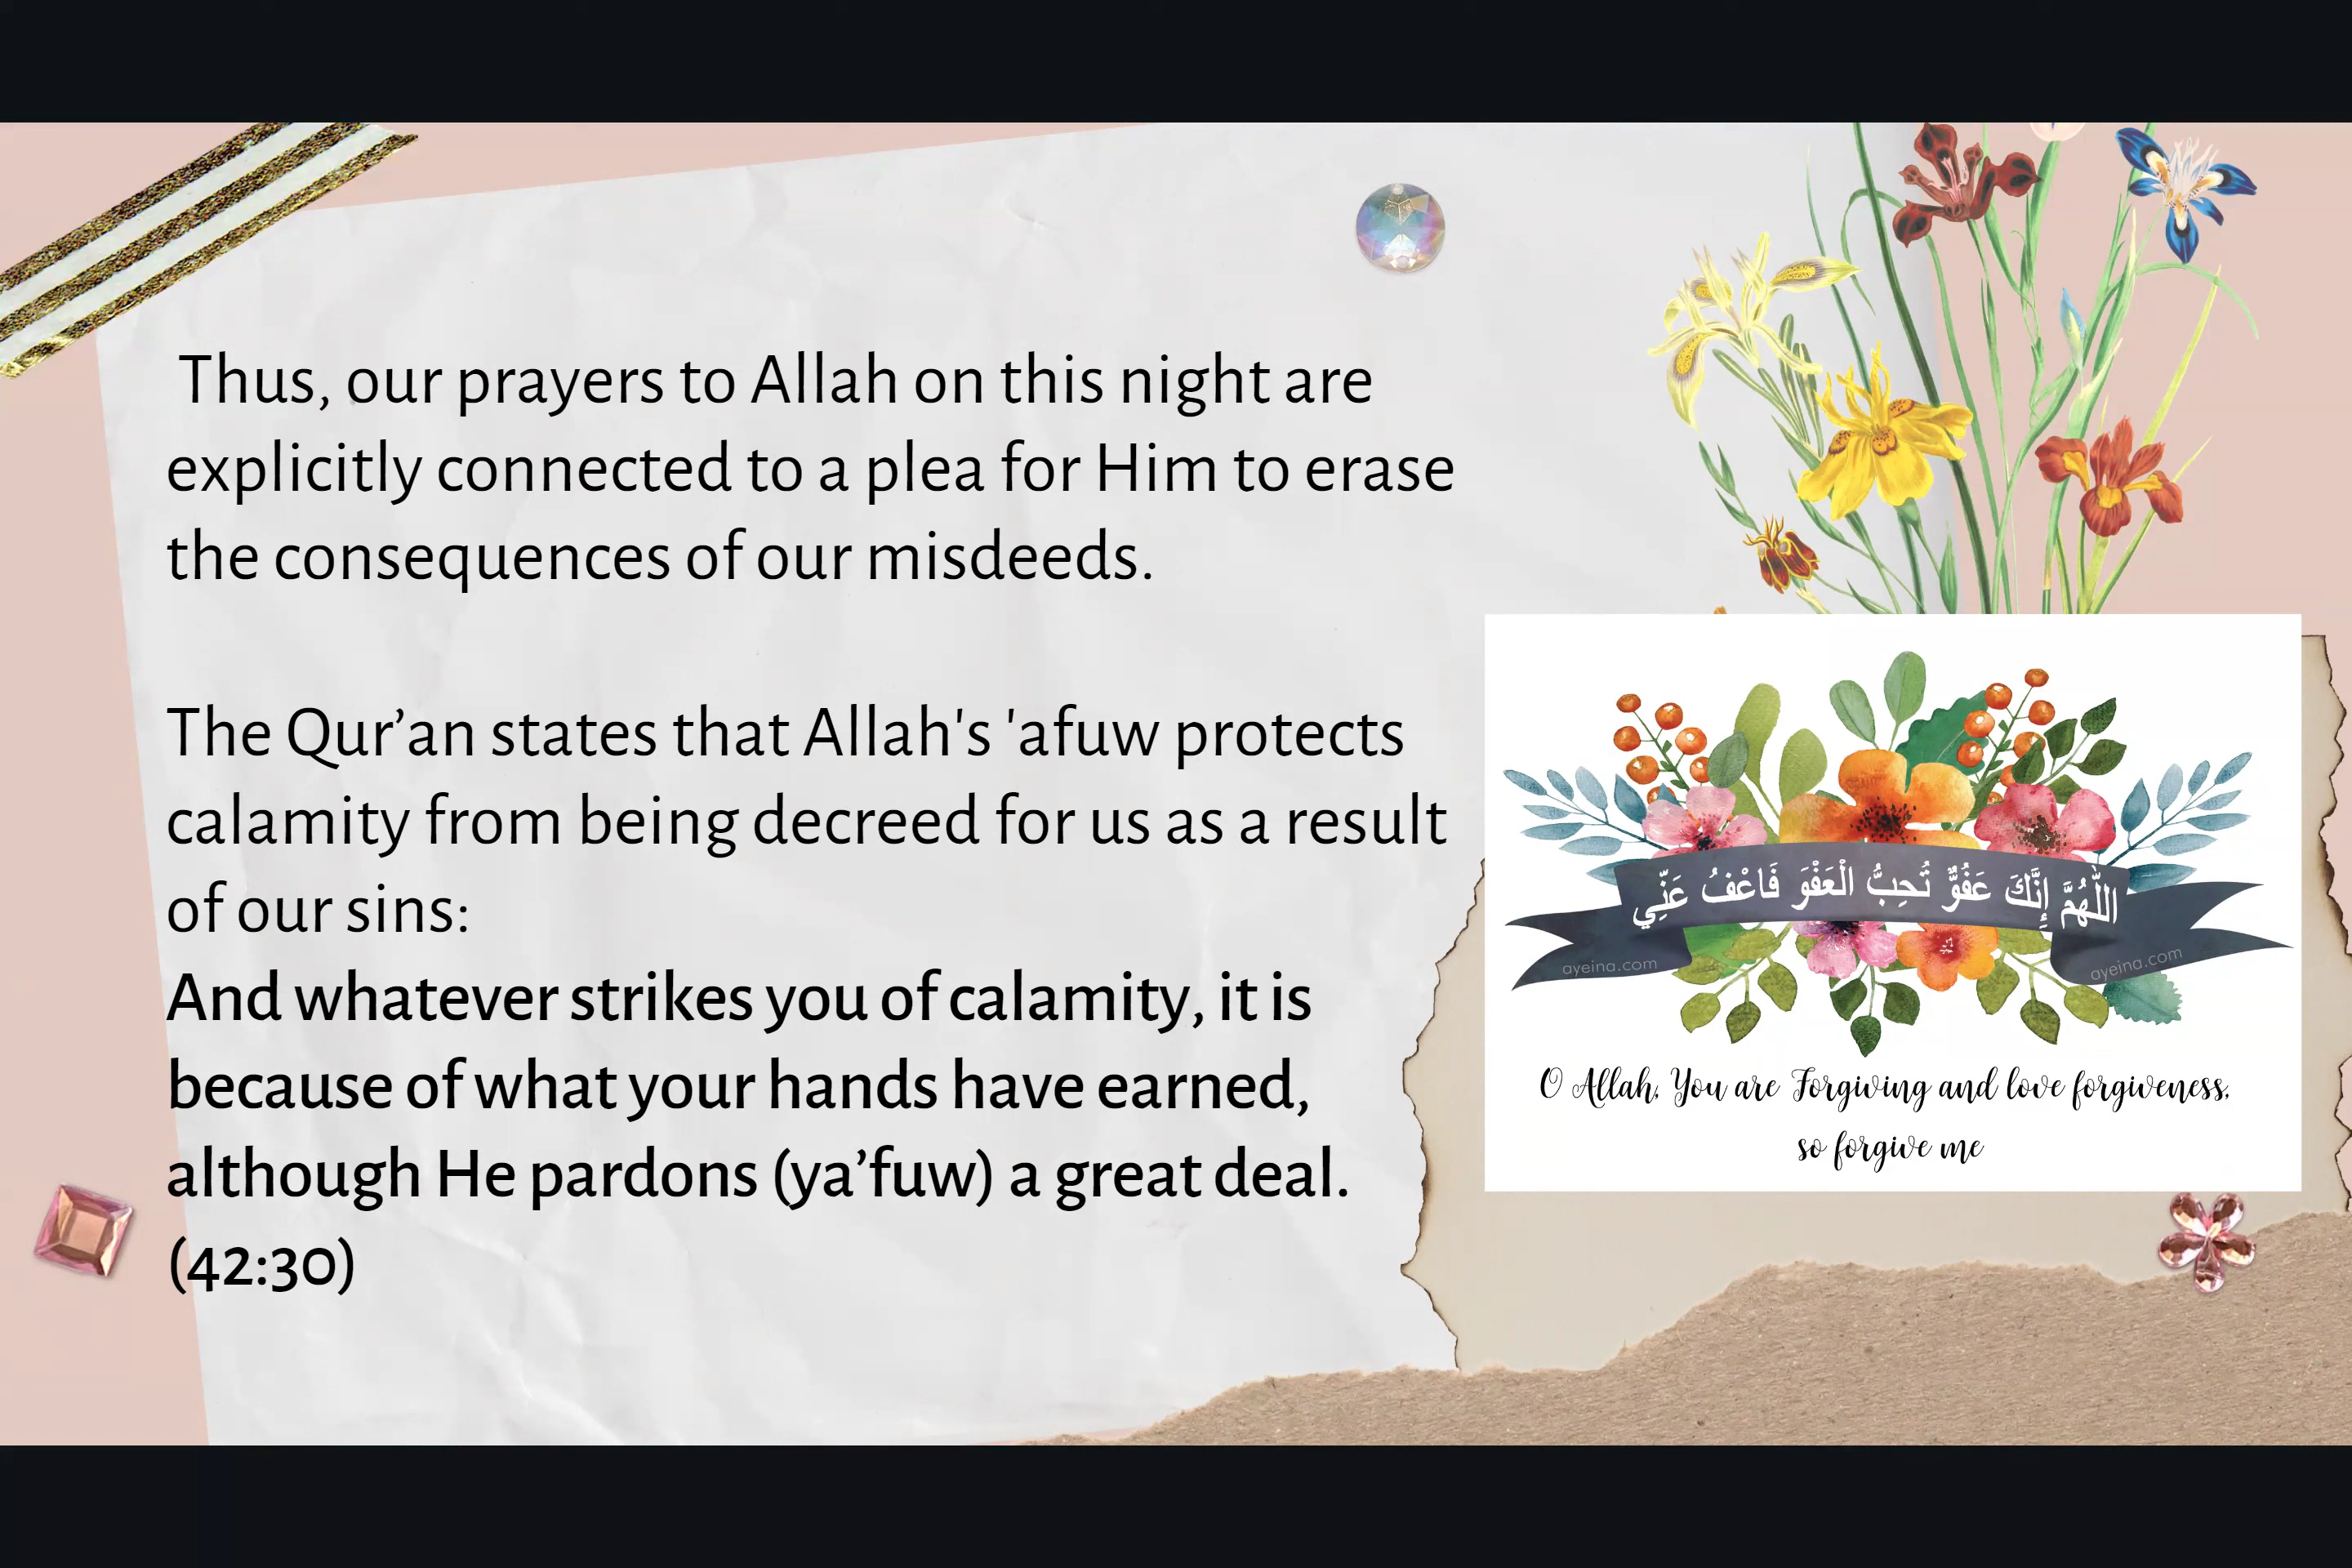 Thus, our prayers to Allah on this night are
explicitly connected to a plea for Him to erase
the consequences of our misdeeds.
The Qur’an states that Allah's 'afuw protects
calamity from being decreed for us as a result
of our sins:
And whatever strikes you of calamity, it is
because of what your hands have earned,
although He pardons (ya’fuw) a great deal.
(42:30)
اللَّهُمَّ إِنَّكَ عَفُوٌّ تُحِبُّ الْعَفْوَ فَاعْفُ عَنِّي
ayeina.com
ayeina.com
O Allah, You are Forgiving and love forgiveness,
so forgive me